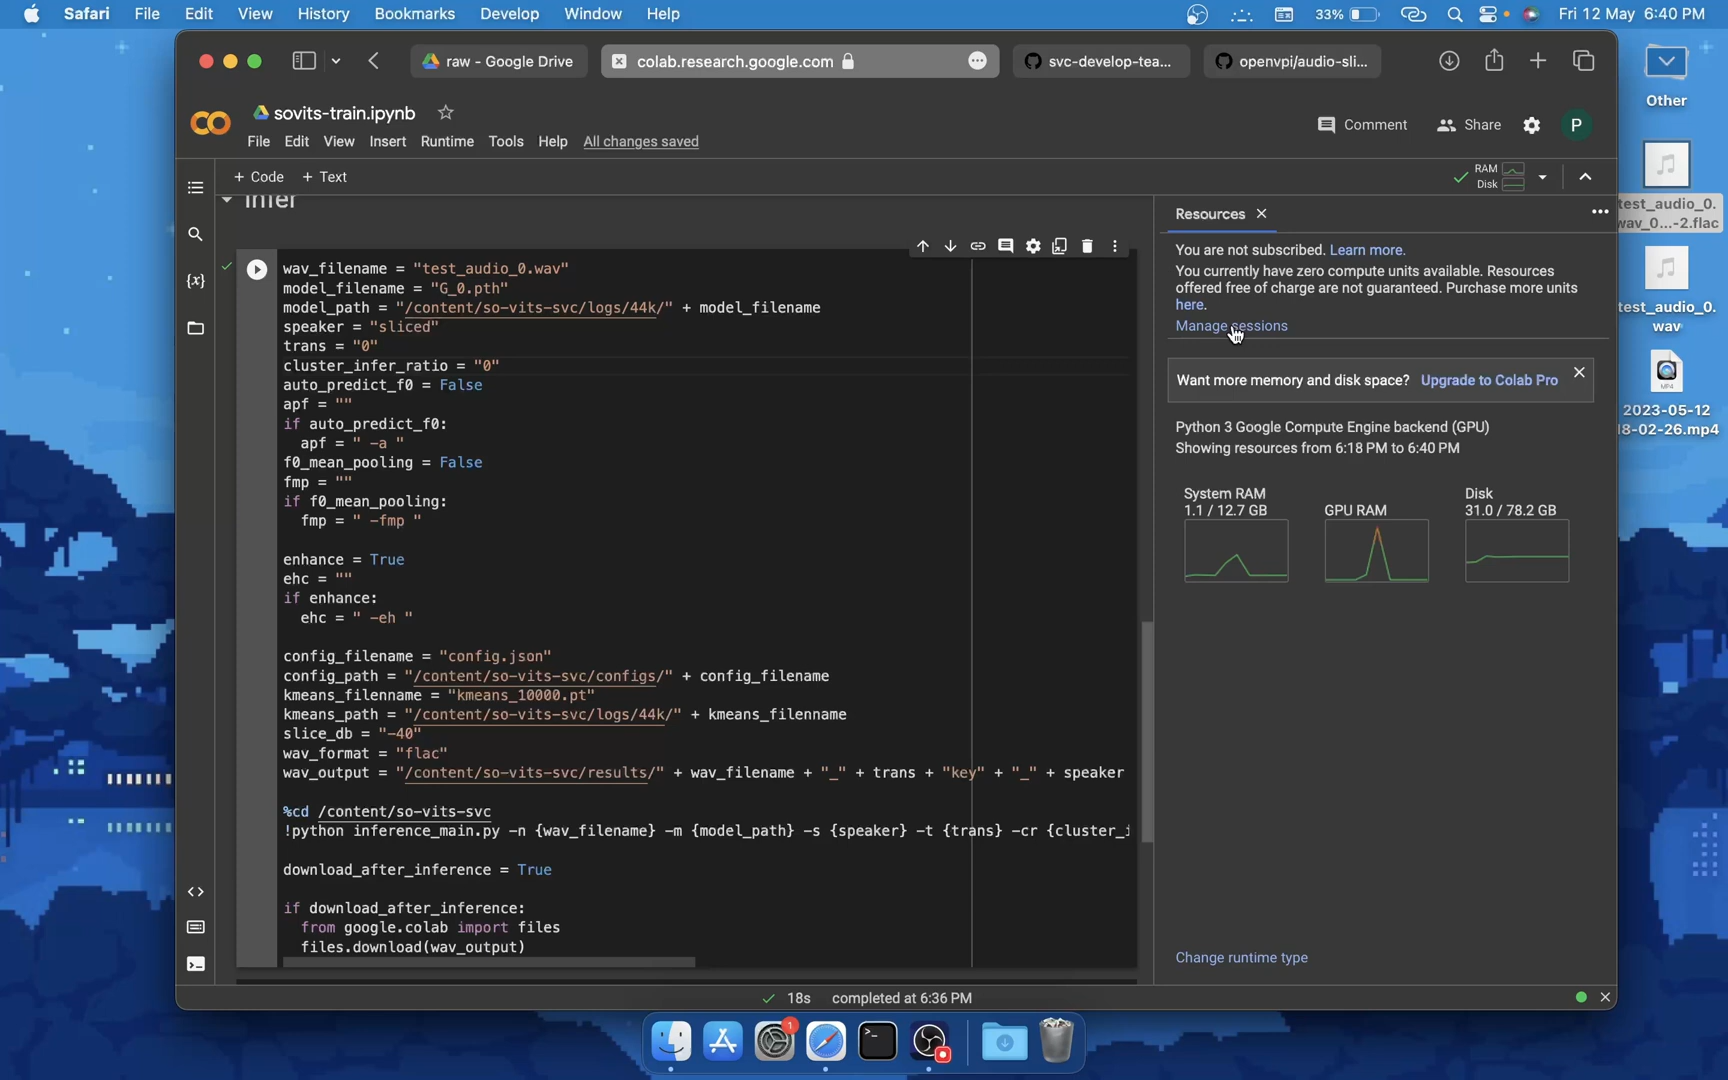 Safari File Edit View History Bookmarks Develop Window Help 33% Fri 12 May 6:40 PM
raw - Google Drive colab.research.google.com svc-develop-tea... openvpi/audio-sli...
Other
sovits-train.ipynb
Comment Share P
File Edit View Insert Runtime Tools Help All changes saved
+ Code + Text
RAM
Disk
Infer
Resources
test_audio_0.
wav_0...-2.flac
test_audio_0.
wav
MP4
2023-05-12
18-02-26.mp4
wav_filename = "test_audio_0.wav"
model_filename = "G_0.pth"
model_path = "/content/so-vits-svc/logs/44k/" + model_filename
speaker = "sliced"
trans = "0"
cluster_infer_ratio = "0"
auto_predict_f0 = False
apf = ""
if auto_predict_f0:
apf = " -a "
f0_mean_pooling = False
fmp = ""
if f0_mean_pooling:
fmp = " -fmp "
enhance = True
ehc = ""
if enhance:
ehc = " -eh "
config_filename = "config.json"
config_path = "/content/so-vits-svc/configs/" + config_filename
kmeans_filenname = "kmeans_10000.pt"
kmeans_path = "/content/so-vits-svc/logs/44k/" + kmeans_filenname
slice_db = "-40"
wav_format = "flac"
wav_output = "/content/so-vits-svc/results/" + wav_filename + "_" + trans + "key" + "_" + speaker
%cd /content/so-vits-svc
!python inference_main.py -n {wav_filename} -m {model_path} -s {speaker} -t {trans} -cr {cluster_i
download_after_inference = True
if download_after_inference:
from google.colab import files
files.download(wav_output)
You are not subscribed. Learn more.
You currently have zero compute units available. Resources
offered free of charge are not guaranteed. Purchase more units
here.
Manage sessions
Want more memory and disk space? Upgrade to Colab Pro
Python 3 Google Compute Engine backend (GPU)
Showing resources from 6:18 PM to 6:40 PM
System RAM
1.1 / 12.7 GB
GPU RAM
Disk
31.0 / 78.2 GB
Change runtime type
18s completed at 6:36 PM
1